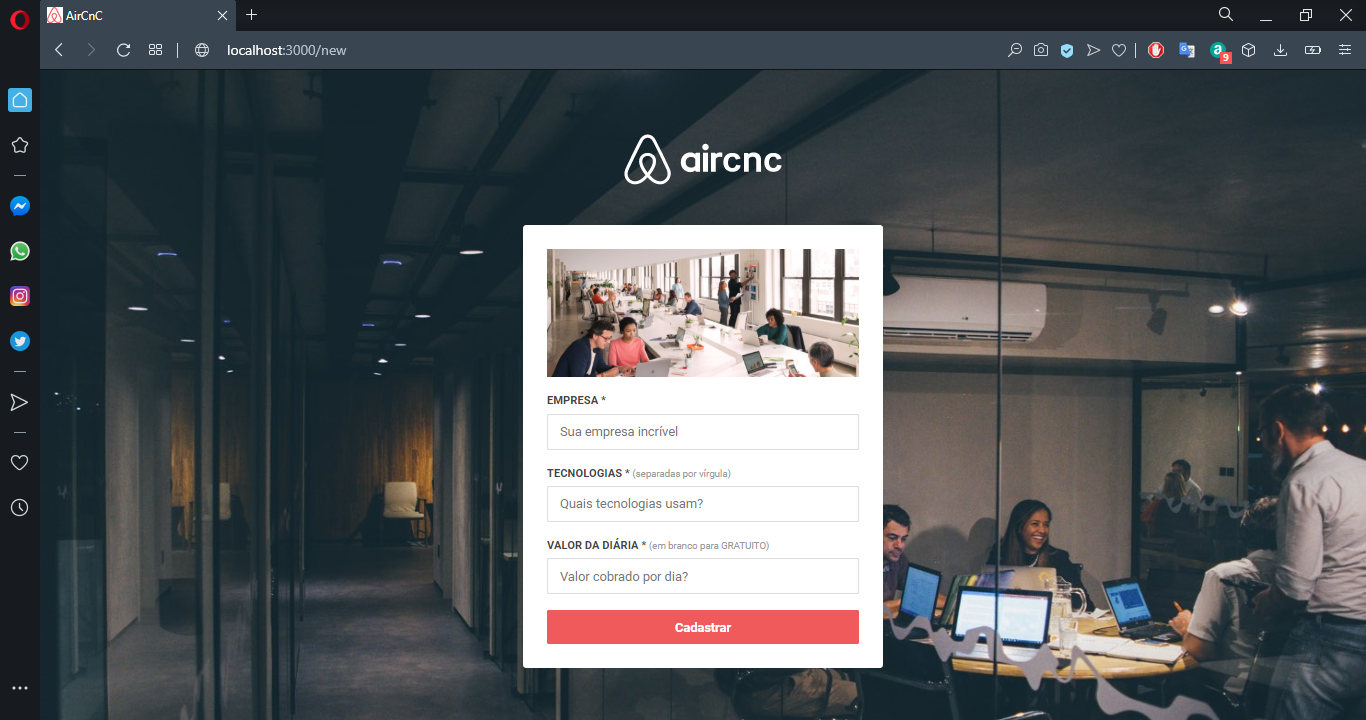 AirCnC
localhost:3000/new
9
aircnc
EMPRESA *
Sua empresa incrível
TECNOLOGIAS * (separadas por vírgula)
Quais tecnologias usam?
VALOR DA DIÁRIA * (em branco para GRATUITO)
Valor cobrado por dia?
Cadastrar